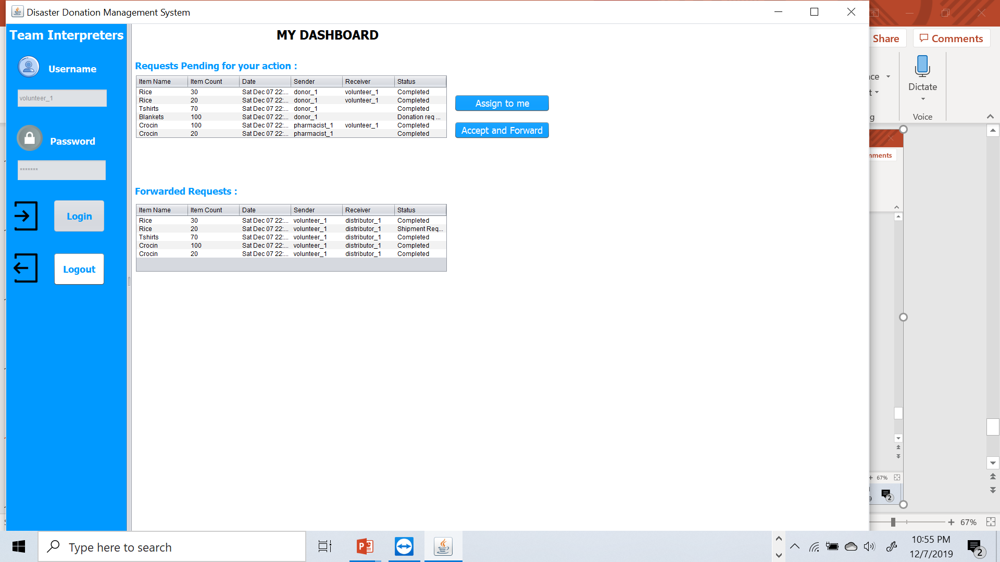 Disaster Donation Management System
Team Interpreters
Username
volunteer_1
Password
*******
Login
Logout
MY DASHBOARD
Requests Pending for your action :
Item Name Item Count Date Sender Receiver Status
Rice 30 Sat Dec 07 22:... donor_1 volunteer_1 Completed
Rice 20 Sat Dec 07 22:... donor_1 volunteer_1 Completed
Tshirts 70 Sat Dec 07 22:... donor_1 Completed
Blankets 100 Sat Dec 07 22:... donor_1 Donation req ...
Crocin 100 Sat Dec 07 22:... pharmacist_1 volunteer_1 Completed
Crocin 20 Sat Dec 07 22:... pharmacist_1 Completed
Assign to me
Accept and Forward
Forwarded Requests :
Item Name Item Count Date Sender Receiver Status
Rice 30 Sat Dec 07 22:... volunteer_1 distributor_1 Completed
Rice 20 Sat Dec 07 22:... volunteer_1 distributor_1 Shipment Req...
Tshirts 70 Sat Dec 07 22:... volunteer_1 distributor_1 Completed
Crocin 100 Sat Dec 07 22:... volunteer_1 distributor_1 Completed
Crocin 20 Sat Dec 07 22:... volunteer_1 distributor_1 Completed
Share
Comments
Dictate
Voice
67%
2
67%
Type here to search
10:55 PM
12/7/2019
2